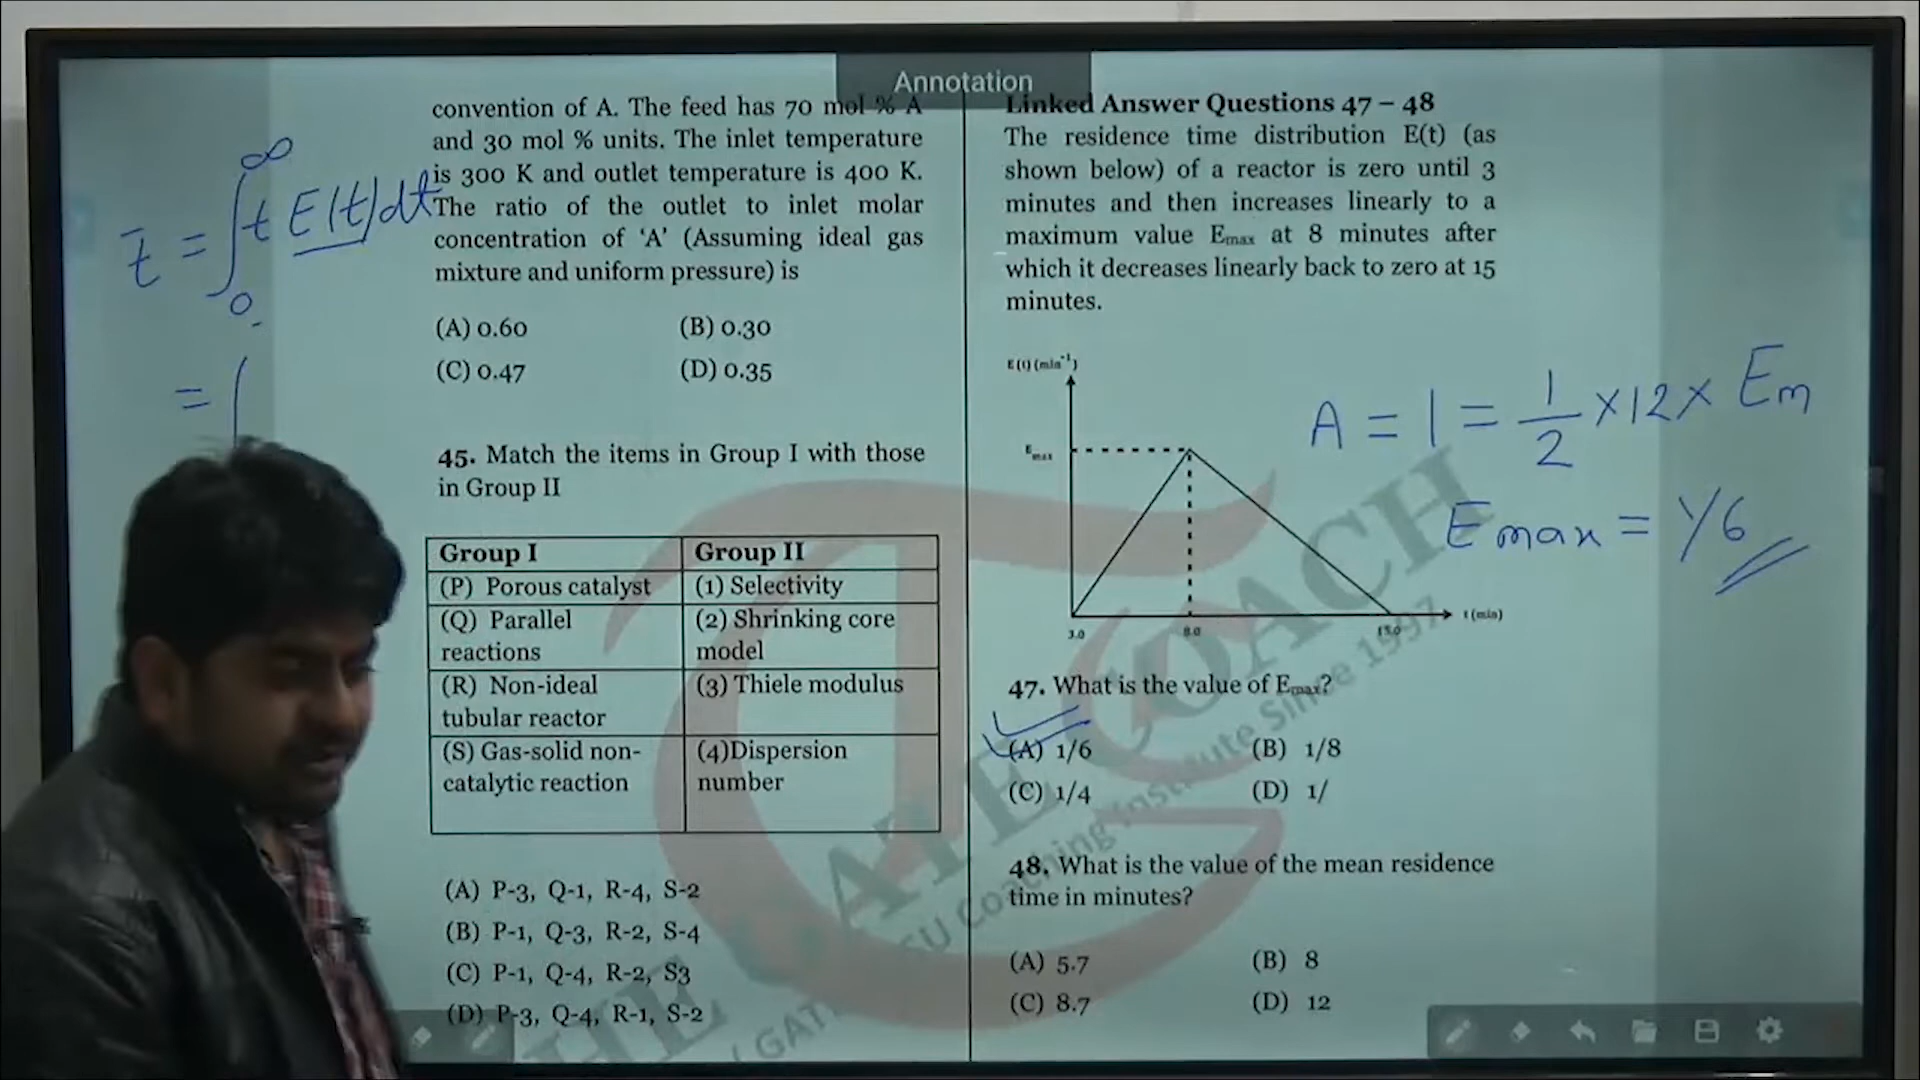 Annotation
convention of A. The feed has 70 mol % A
and 30 mol % units. The inlet temperature
is 300 K and outlet temperature is 400 K.
The ratio of the outlet to inlet molar
concentration of ‘A’ (Assuming ideal gas
mixture and uniform pressure) is
(A) 0.60 (B) 0.30
(C) 0.47 (D) 0.35
t̄ = ∫₀^∞ t E(t)dt
= ∫
45. Match the items in Group I with those
in Group II
Group I Group II
(P) Porous catalyst (1) Selectivity
(Q) Parallel
reactions
(2) Shrinking core
model
(R) Non-ideal
tubular reactor
(3) Thiele modulus
(S) Gas-solid non-
catalytic reaction
(4)Dispersion
number
(A) P-3, Q-1, R-4, S-2
(B) P-1, Q-3, R-2, S-4
(C) P-1, Q-4, R-2, S3
(D) P-3, Q-4, R-1, S-2
Linked Answer Questions 47 – 48
The residence time distribution E(t) (as
shown below) of a reactor is zero until 3
minutes and then increases linearly to a
maximum value Emax at 8 minutes after
which it decreases linearly back to zero at 15
minutes.
E(t) (min⁻¹)
Emax
3.0 8.0 15.0
t (min)
A = 1 = 1/2 × 12 × Em
Emax = 1/6
47. What is the value of Emax?
(A) 1/6 (B) 1/8
(C) 1/4 (D) 1/
48. What is the value of the mean residence
time in minutes?
(A) 5.7 (B) 8
(C) 8.7 (D) 12
COACH
Coaching Institute Since 1997